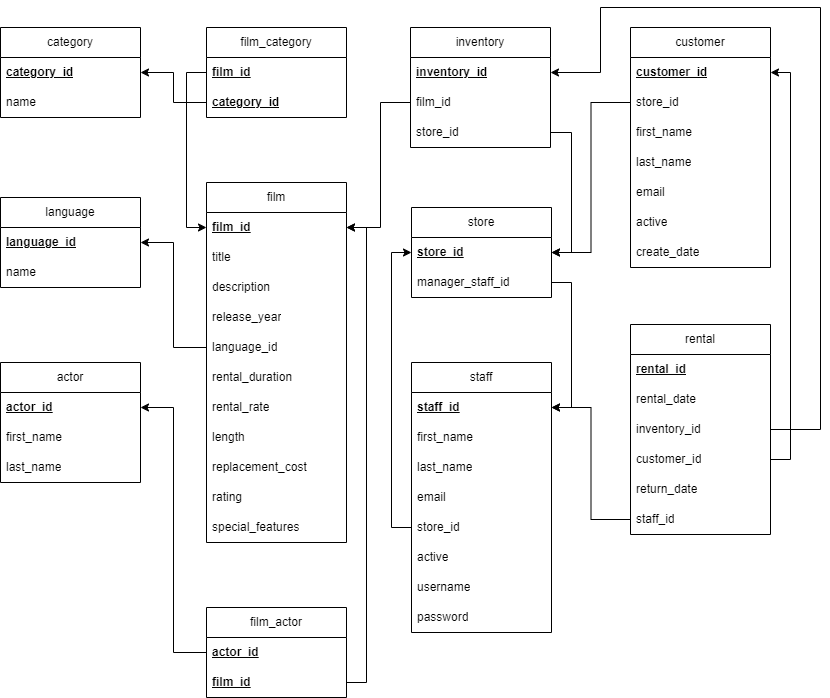 category
category_id
name
film_category
film_id
category_id
inventory
inventory_id
film_id
store_id
customer
customer_id
store_id
first_name
last_name
email
active
create_date
language
language_id
name
film
film_id
title
description
release_year
language_id
rental_duration
rental_rate
length
replacement_cost
rating
special_features
store
store_id
manager_staff_id
actor
actor_id
first_name
last_name
staff
staff_id
first_name
last_name
email
store_id
active
username
password
rental
rental_id
rental_date
inventory_id
customer_id
return_date
staff_id
film_actor
actor_id
film_id